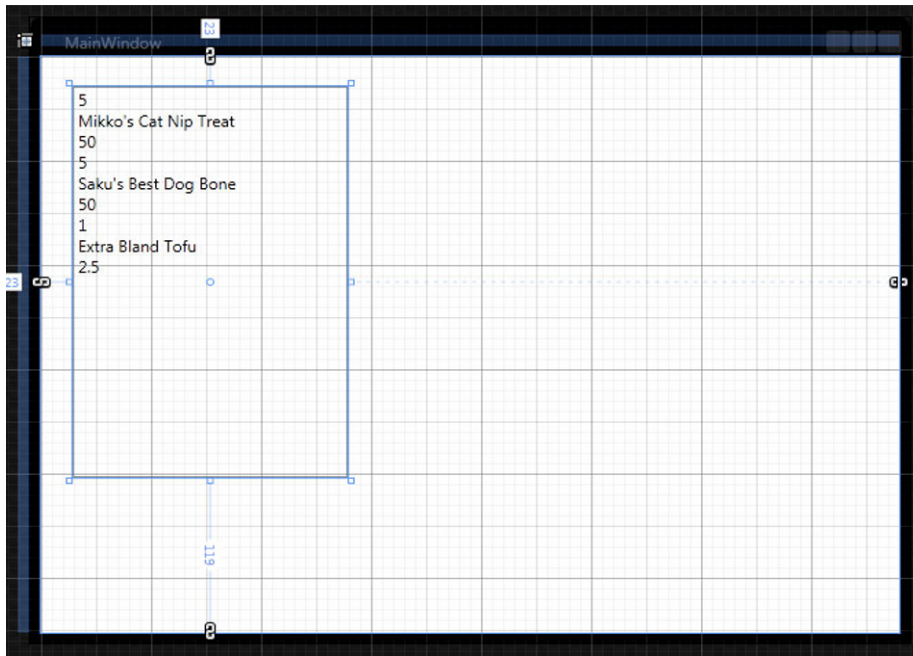 23
MainWindow
5
Mikko's Cat Nip Treat
50
5
Saku's Best Dog Bone
50
1
Extra Bland Tofu
2.5
23
119